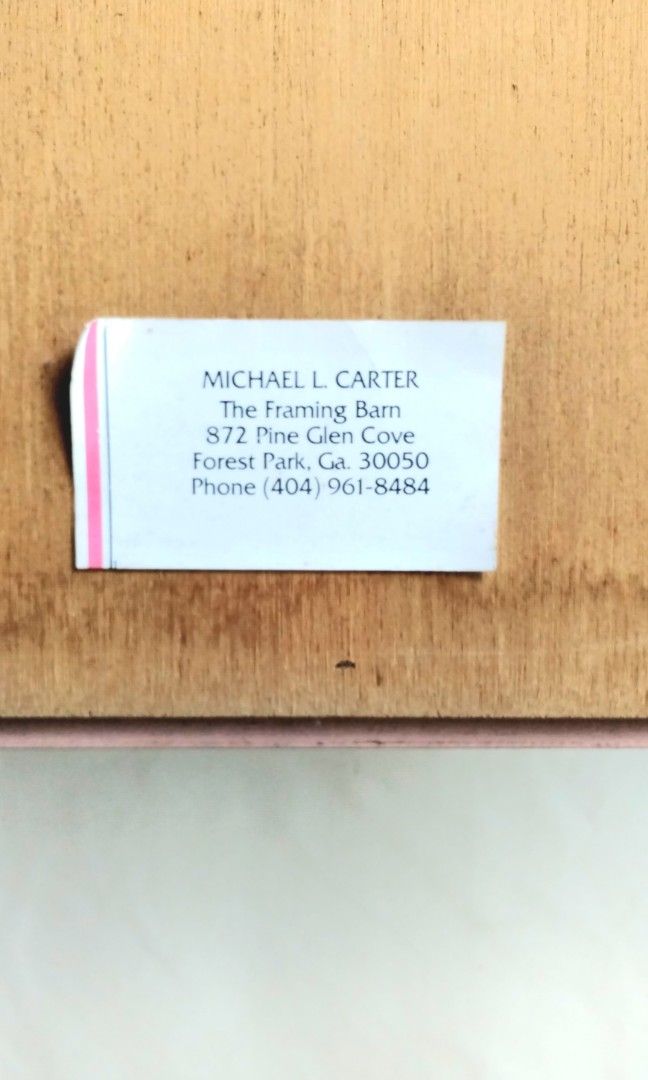 MICHAEL L. CARTER
The Framing Barn
872 Pine Glen Cove
Forest Park, Ga. 30050
Phone (404) 961-8484